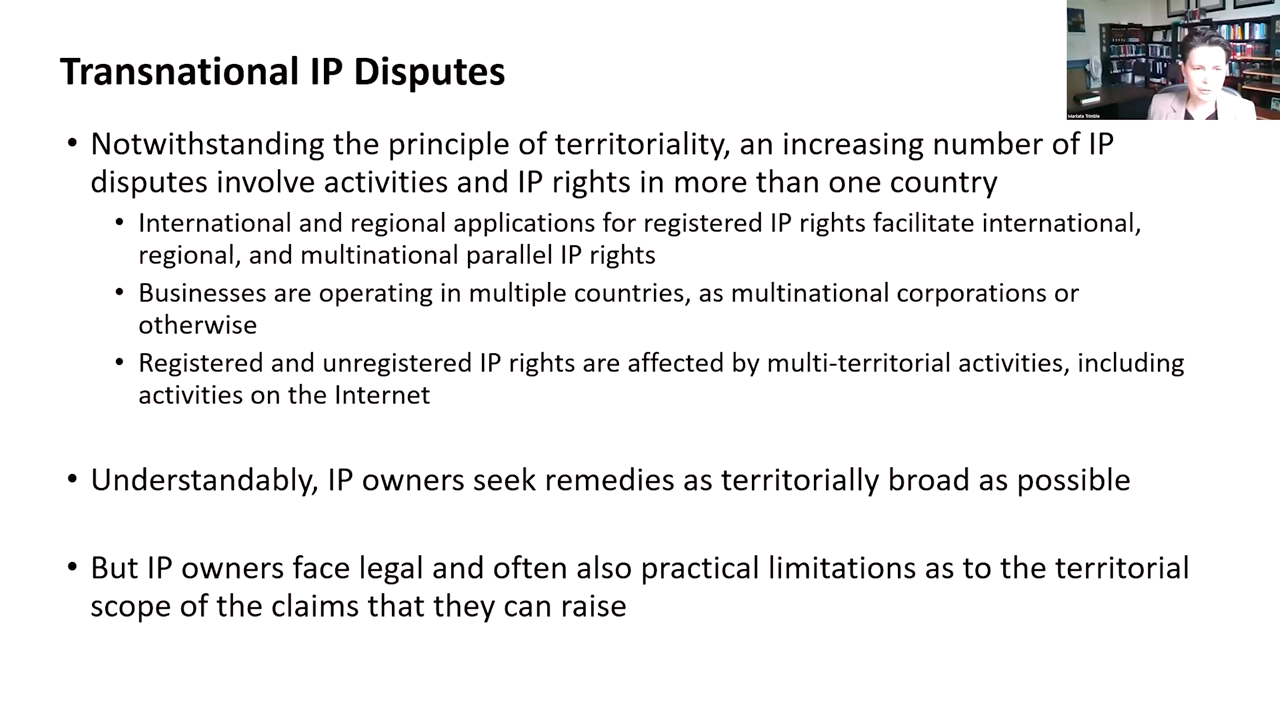 Transnational IP Disputes
Marketa Trimble
• Notwithstanding the principle of territoriality, an increasing number of IP
disputes involve activities and IP rights in more than one country
• International and regional applications for registered IP rights facilitate international,
regional, and multinational parallel IP rights
• Businesses are operating in multiple countries, as multinational corporations or
otherwise
• Registered and unregistered IP rights are affected by multi-territorial activities, including
activities on the Internet
• Understandably, IP owners seek remedies as territorially broad as possible
• But IP owners face legal and often also practical limitations as to the territorial
scope of the claims that they can raise